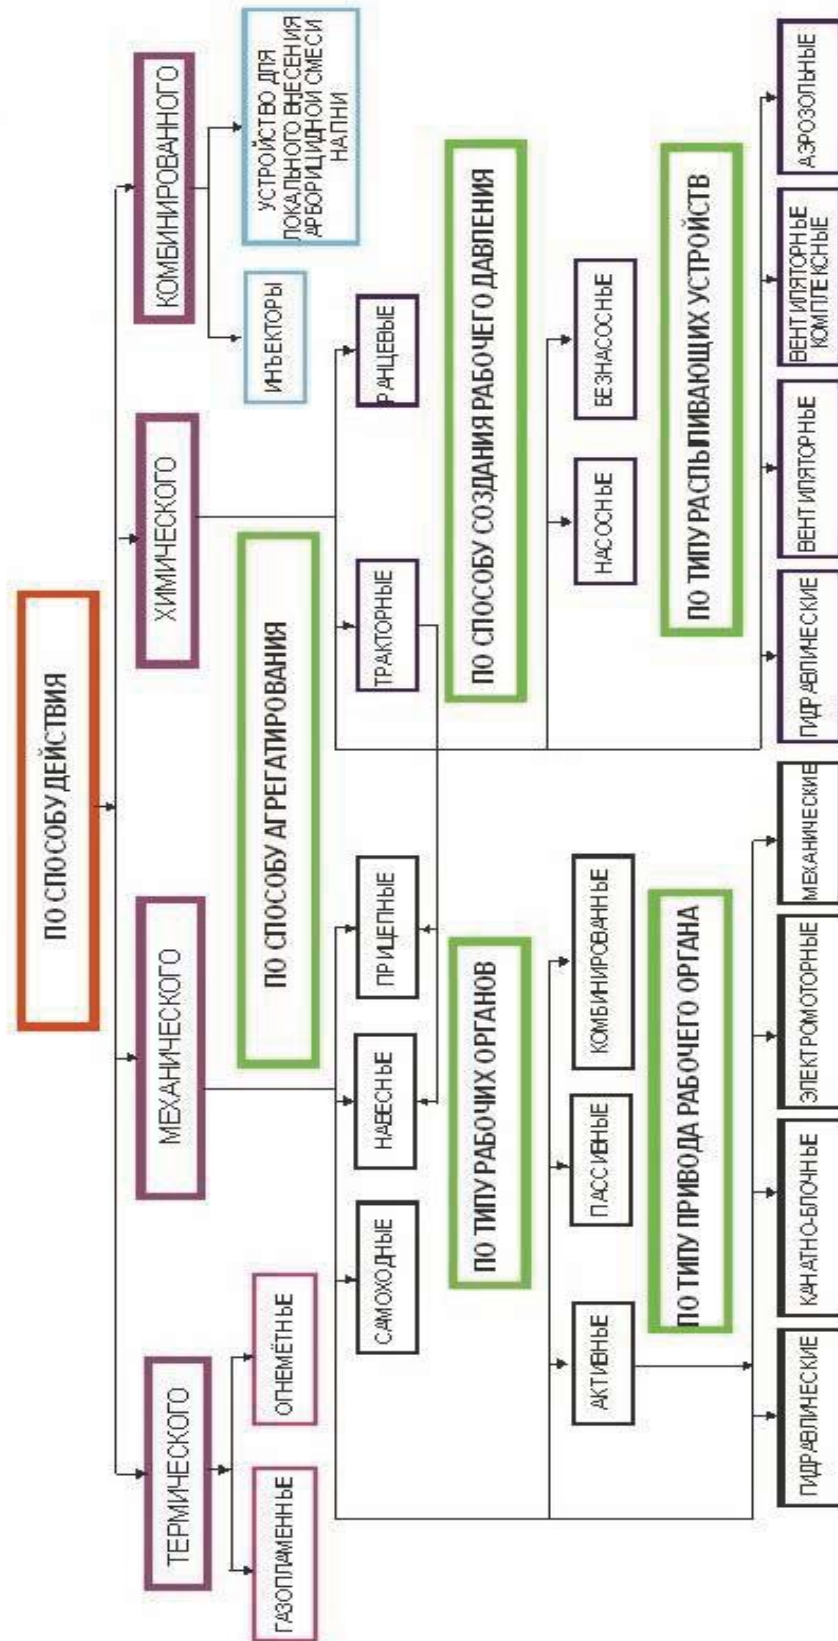 ПО СПОСОБУ ДЕЙСТВИЯ
ТЕРМИЧЕСКОГО
МЕХАНИЧЕСКОГО
ХИМИЧЕСКОГО
КОМБИНИРОВАННОГО
ГАЗОПЛАМЕННЫЕ
ОГНЕМЁТНЫЕ
ПО СПОСОБУ АГРЕГАТИРОВАНИЯ
ИНЪЕКТОРЫ
УСТРОЙСТВО ДЛЯ
ЛОКАЛЬНОГО ВНЕСЕНИЯ
АРБОРИЦИДНОЙ СМЕСИ
НА ПНИ
САМОХОДНЫЕ
НАВЕСНЫЕ
ПРИЦЕПНЫЕ
ТРАКТОРНЫЕ
РАНЦЕВЫЕ
ПО ТИПУ РАБОЧИХ ОРГАНОВ
ПО СПОСОБУ СОЗДАНИЯ РАБОЧЕГО ДАВЛЕНИЯ
АКТИВНЫЕ
ПАССИВНЫЕ
КОМБИНИРОВАННЫЕ
НАСОСНЫЕ
БЕЗНАСОСНЫЕ
ПО ТИПУ ПРИВОДА РАБОЧЕГО ОРГАНА
ПО ТИПУ РАСПЫЛИВАЮЩИХ УСТРОЙСТВ
ГИДРАВЛИЧЕСКИЕ
КАНАТНО-БЛОЧНЫЕ
ЭЛЕКТРОМОТОРНЫЕ
МЕХАНИЧЕСКИЕ
ГИДРАВЛИЧЕСКИЕ
ВЕНТИЛЯТОРНЫЕ
ВЕНТИЛЯТОРНЫЕ
КОМПЛЕКСНЫЕ
АЭРОЗОЛЬНЫЕ